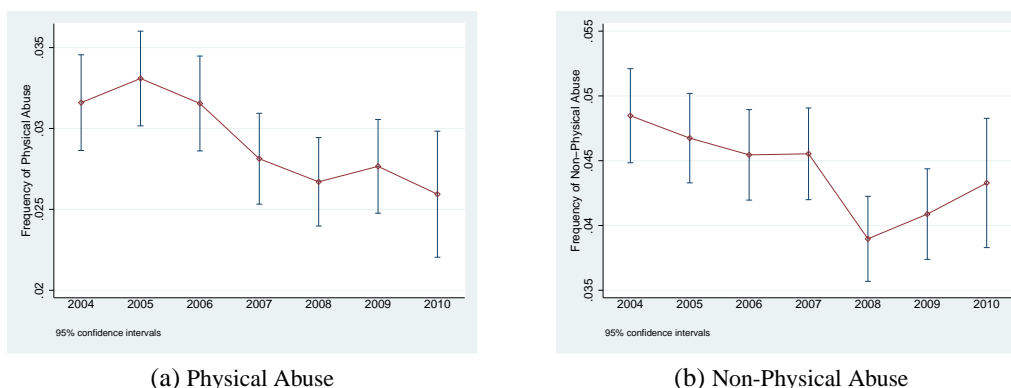 Frequency of Physical Abuse
.035
.03
.025
.02
2004 2005 2006 2007 2008 2009 2010
95% confidence intervals
(a) Physical Abuse
Frequency of Non−Physical Abuse
.055
.05
.045
.04
.035
2004 2005 2006 2007 2008 2009 2010
95% confidence intervals
(b) Non-Physical Abuse